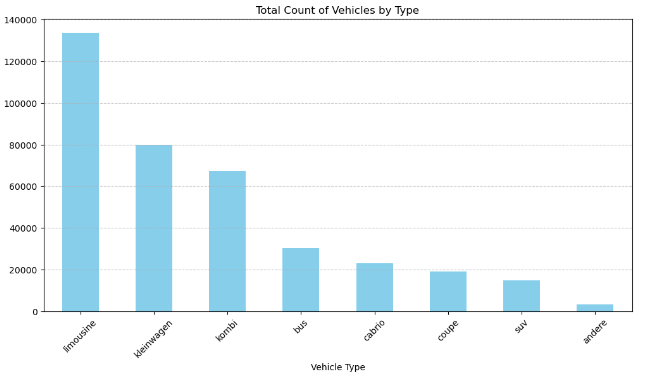 Total Count of Vehicles by Type
140000
120000
100000
80000
60000
40000
20000
0
limousine
kleinwagen
kombi
bus
cabrio
coupe
suv
andere
Vehicle Type